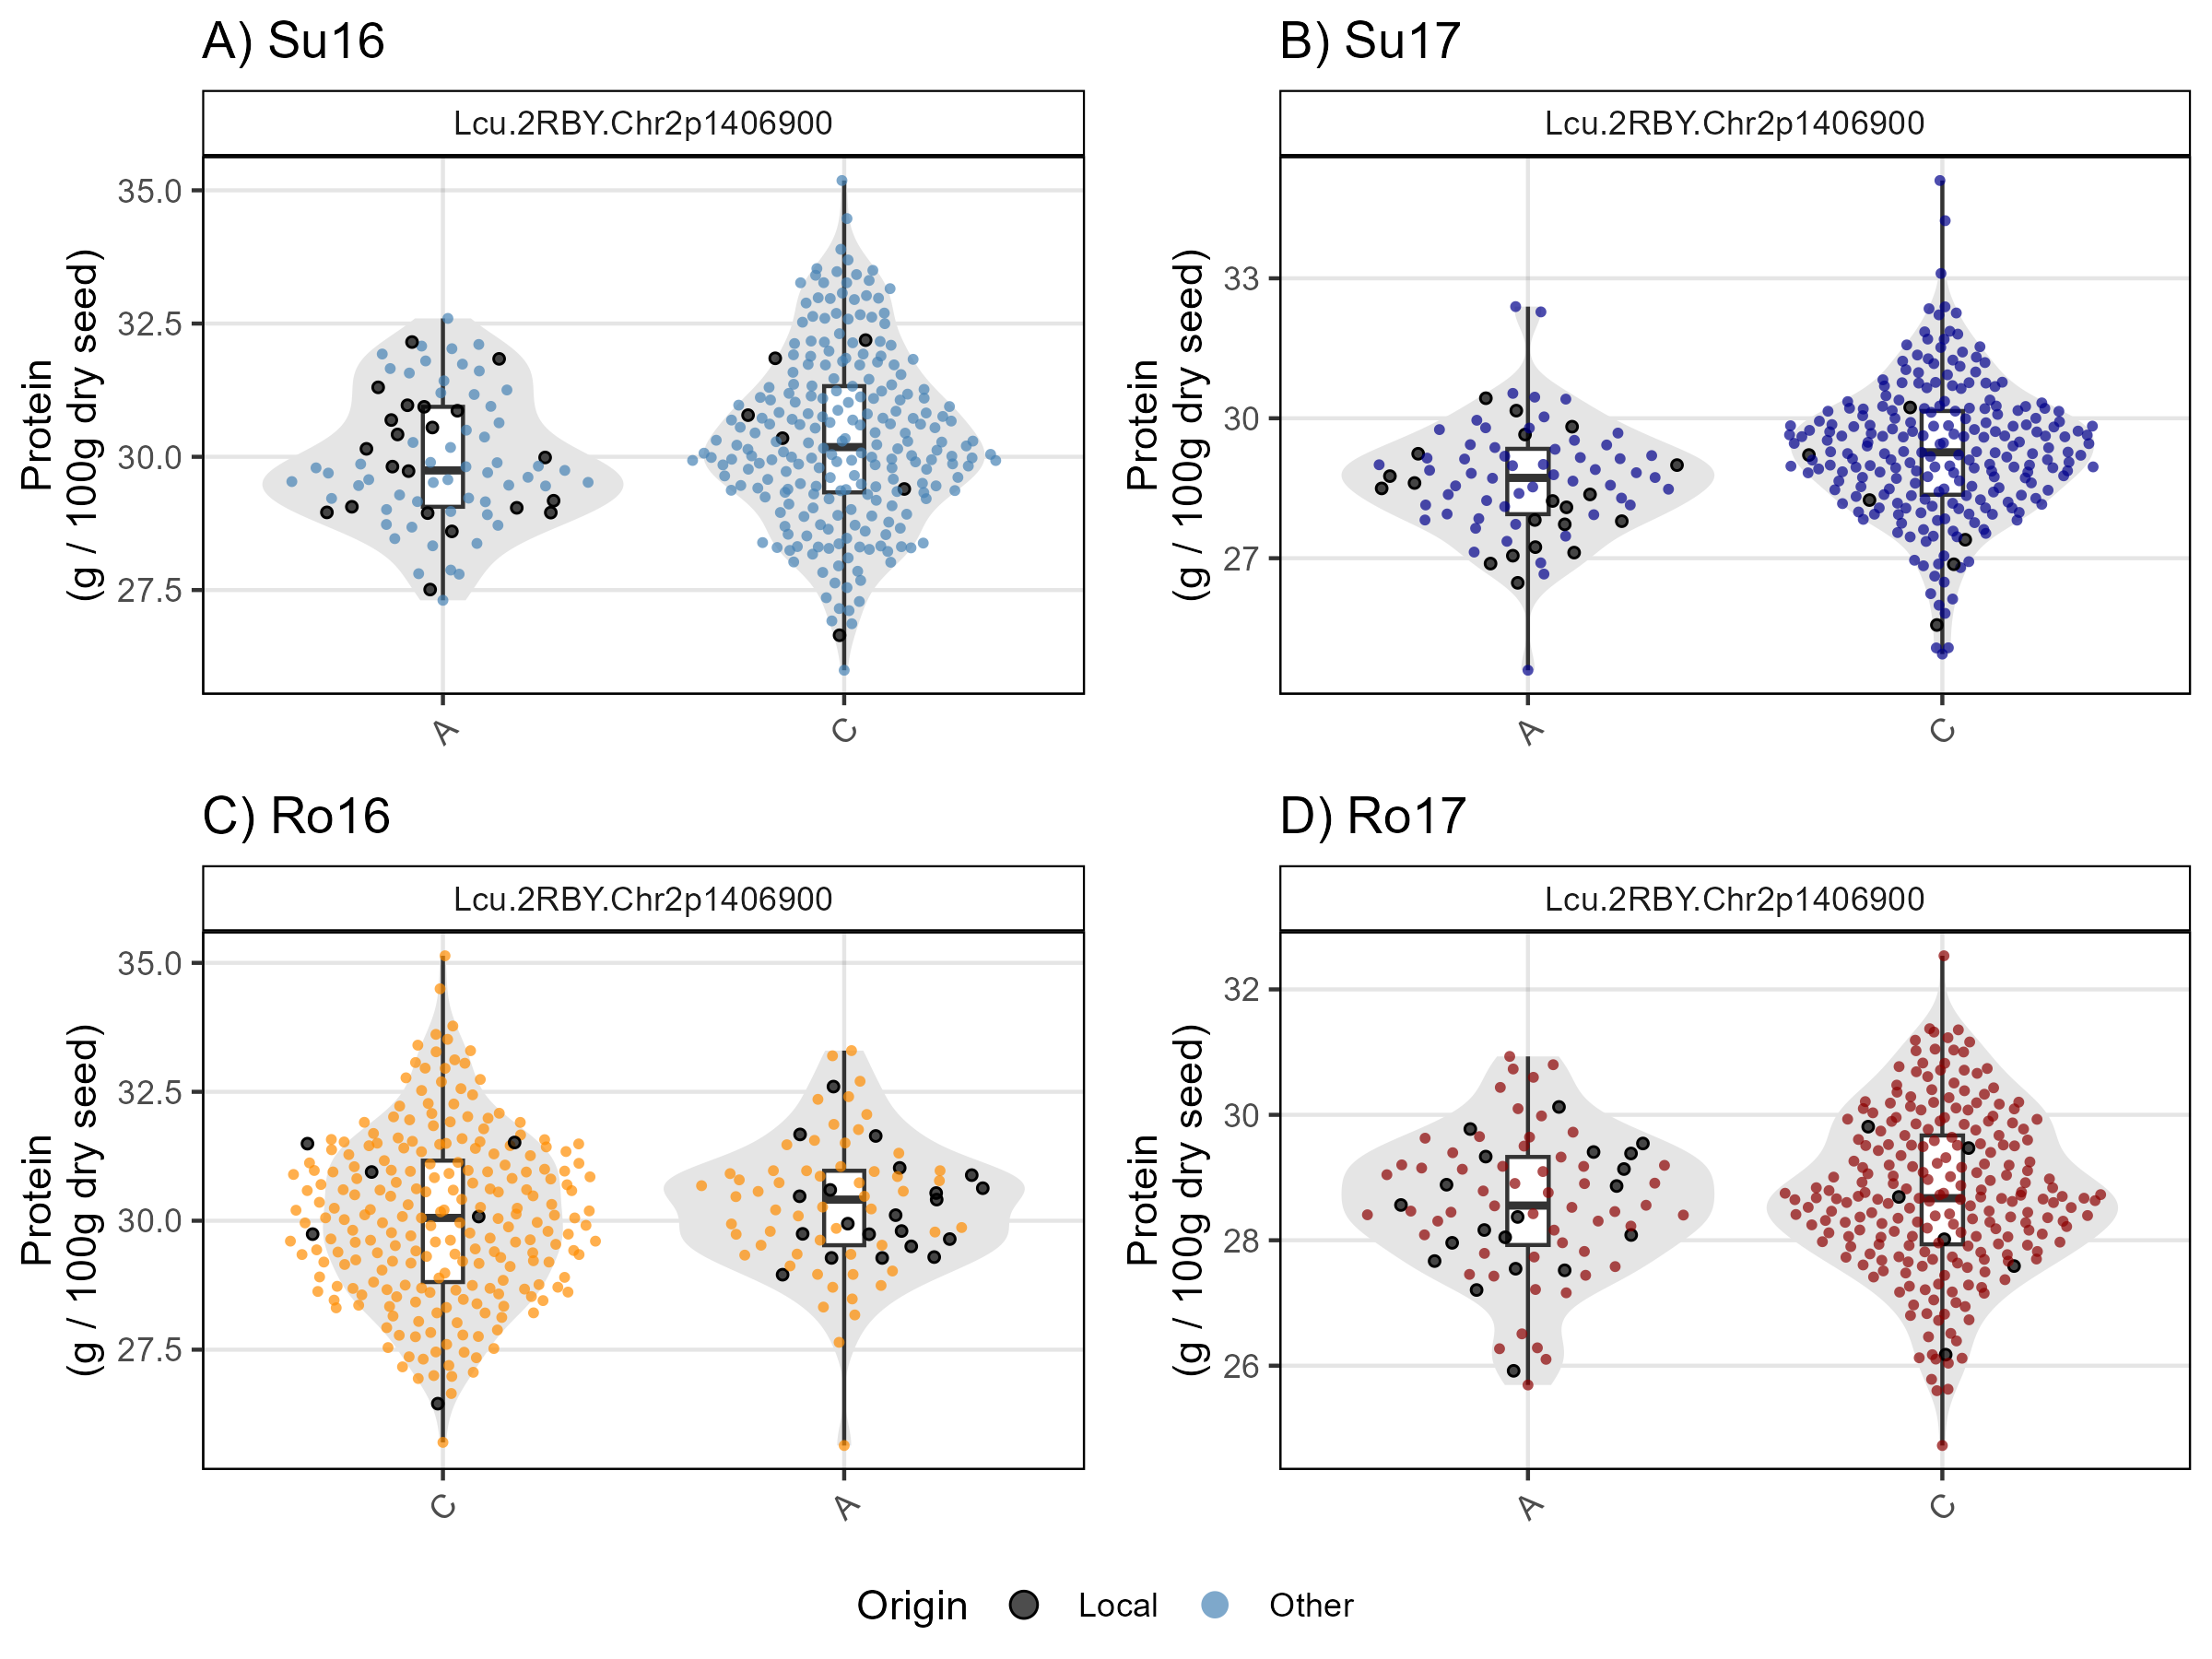 A) Su16
Lcu.2RBY.Chr2p1406900
Protein
(g / 100g dry seed)
35.0
32.5
30.0
27.5
A
C
B) Su17
Lcu.2RBY.Chr2p1406900
Protein
(g / 100g dry seed)
33
30
27
A
C
C) Ro16
Lcu.2RBY.Chr2p1406900
Protein
(g / 100g dry seed)
35.0
32.5
30.0
27.5
C
A
D) Ro17
Lcu.2RBY.Chr2p1406900
Protein
(g / 100g dry seed)
32
30
28
26
A
C
Origin Local Other